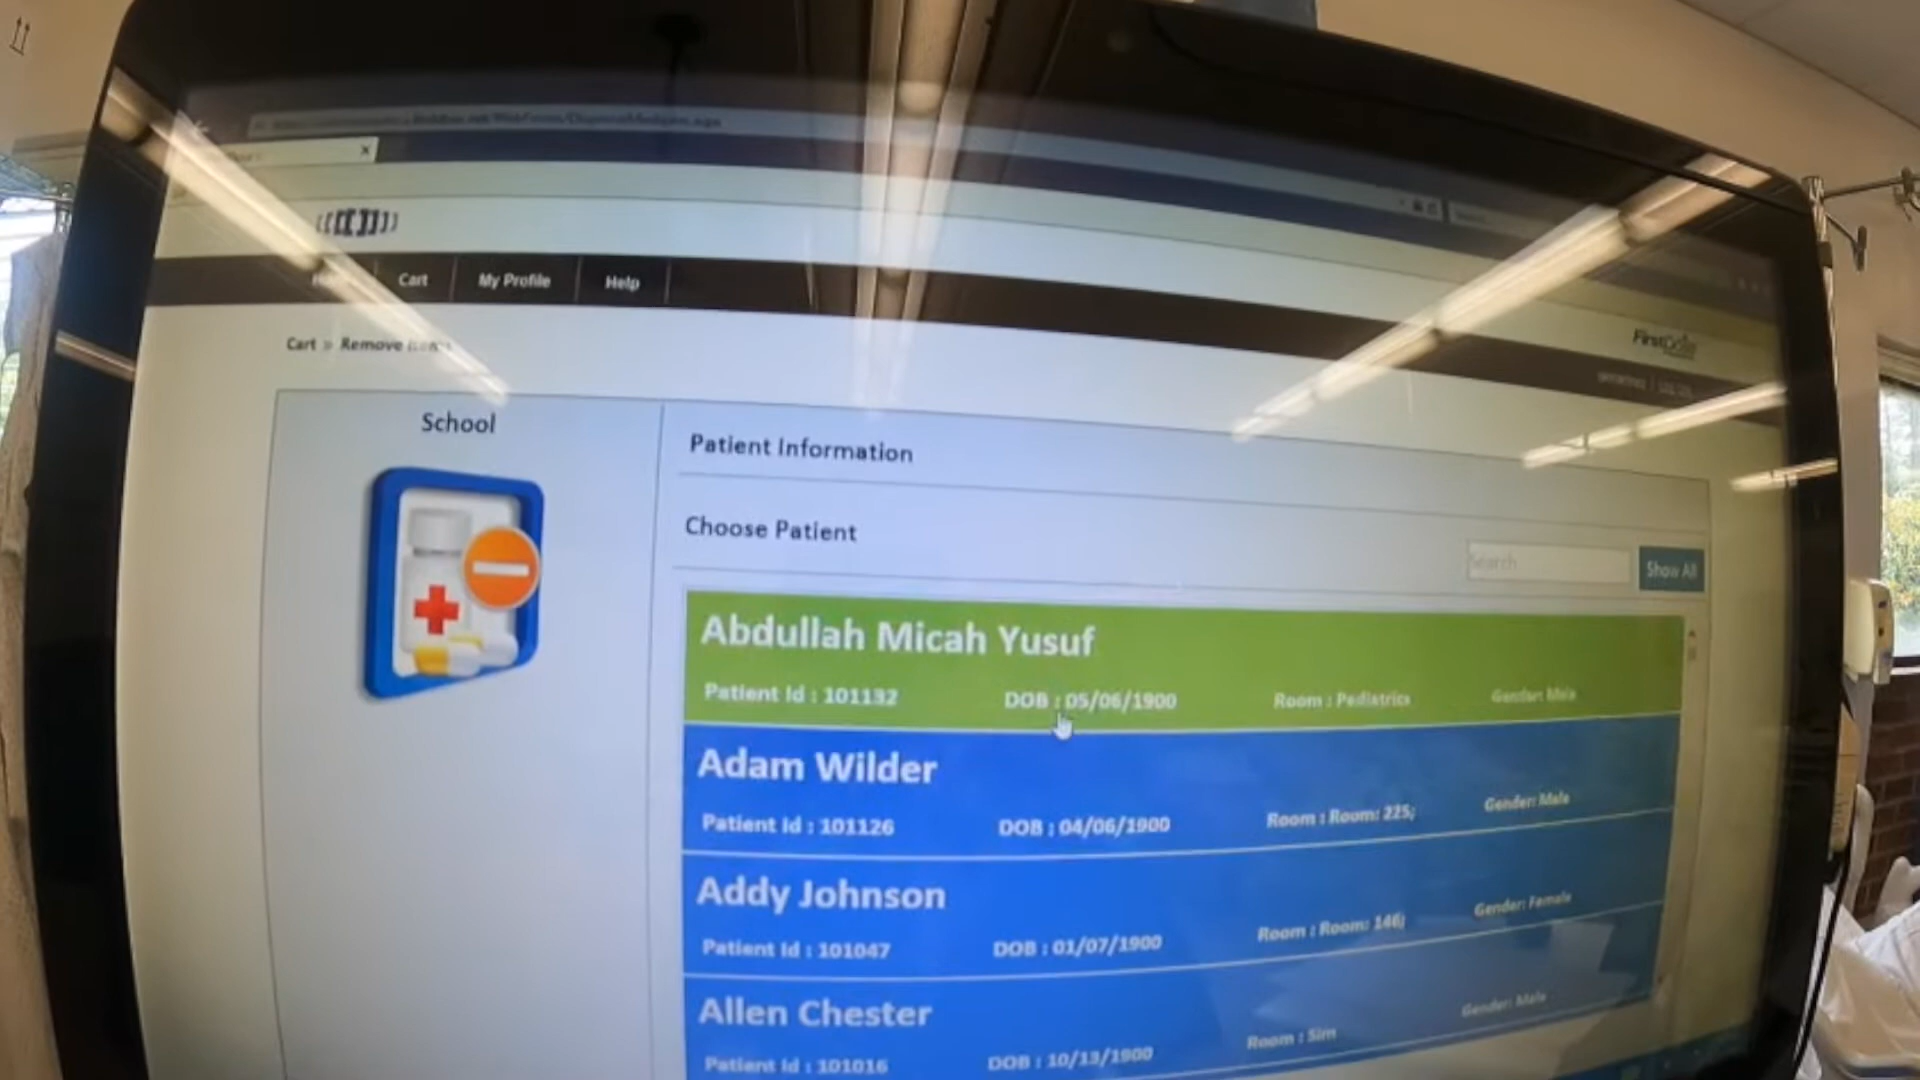 Cart
My Profile
Help
Cart » Remove
School
Patient Information
Choose Patient
Search
Show All
Abdullah Micah Yusuf
Patient Id : 101132 DOB : 05/06/1900 Room : Pediatrics Gender: Male
Adam Wilder
Patient Id : 101126 DOB : 04/06/1900 Room : Room: 225; Gender: Male
Addy Johnson
Patient Id : 101047 DOB : 01/07/1900 Room : Room: 146; Gender: Female
Allen Chester
Patient Id : 101016 DOB : 10/13/1900 Room : Sim Gender: Male